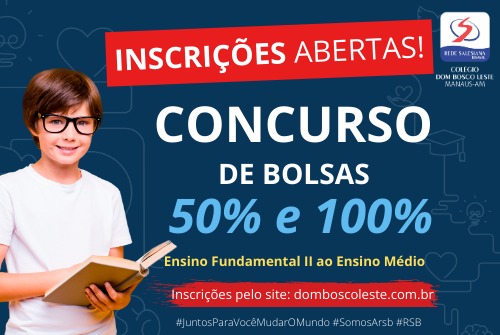 INSCRIÇÕES ABERTAS!
REDE SALESIANA
BRASIL
COLÉGIO
DOM BOSCO LESTE
MANAUS-AM
CONCURSO
DE BOLSAS
50% e 100%
Ensino Fundamental II ao Ensino Médio
Inscrições pelo site: domboscoleste.com.br
#JuntosParaVocêMudarOMundo #SomosArsb #RSB